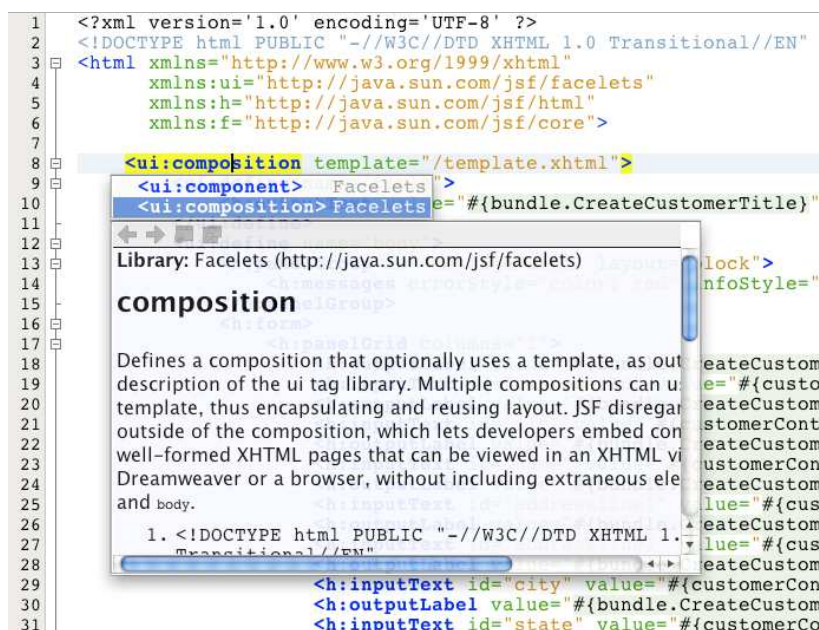 1 <?xml version='1.0' encoding='UTF-8' ?>
2 <!DOCTYPE html PUBLIC "-//W3C//DTD XHTML 1.0 Transitional//EN"
3 <html xmlns="http://www.w3.org/1999/xhtml"
4 xmlns:ui="http://java.sun.com/jsf/facelets"
5 xmlns:h="http://java.sun.com/jsf/html"
6 xmlns:f="http://java.sun.com/jsf/core">
7
8 <ui:composition template="/template.xhtml">
9 ">
<ui:component> Facelets
<ui:composition> Facelets
10 ="#{bundle.CreateCustomerTitle}"
11
12
Library: Facelets (http://java.sun.com/jsf/facelets)
composition
Defines a composition that optionally uses a template, as out
description of the ui tag library. Multiple compositions can u
template, thus encapsulating and reusing layout. JSF disregar
outside of the composition, which lets developers embed con
well-formed XHTML pages that can be viewed in an XHTML vi
Dreamweaver or a browser, without including extraneous ele
and body.
1. <!DOCTYPE html PUBLIC "-//W3C//DTD XHTML 1.
Transitional//EN"
13 lock">
14 nfoStyle="
15
16 <h:form>
17
18 reateCustom
19 e="#{custo
20 reateCustom
21 ustomerCont
22 reateCustom
23 ustomerCon
24 reateCustom
25 value="#{cus
26 reateCustom
27 lue="#{cus
28 reateCustom
29 <h:inputText id="city" value="#{customerCon
30 <h:outputLabel value="#{bundle.CreateCustom
31 <h:inputText id="state" value="#{customerCo